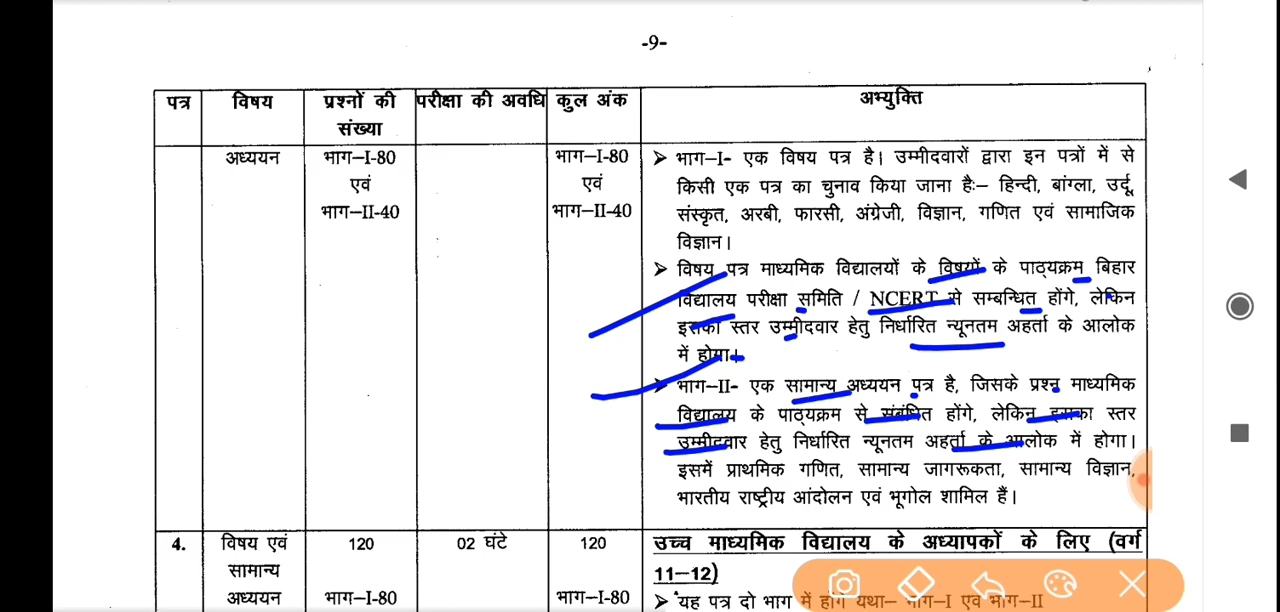 -9-
पत्र विषय प्रश्नों की संख्या परीक्षा की अवधि कुल अंक अभ्युक्ति
अध्ययन भाग–I-80 एवं भाग–II-40 भाग–I-80 एवं भाग–II-40
➢ भाग–I- एक विषय पत्र है। उम्मीदवारों द्वारा इन पत्रों में से
किसी एक पत्र का चुनाव किया जाना हैः– हिन्दी, बांग्ला, उर्दू,
संस्कृत, अरबी, फारसी, अंग्रेजी, विज्ञान, गणित एवं सामाजिक
विज्ञान।
➢ विषय पत्र माध्यमिक विद्यालयों के विषयों के पाठ्यक्रम बिहार
विद्यालय परीक्षा समिति / NCERT से सम्बन्धित होंगे, लेकिन
इसका स्तर उम्मीदवार हेतु निर्धारित न्यूनतम अहर्ता के आलोक
में होगा।
➢ भाग–II- एक सामान्य अध्ययन पत्र है, जिसके प्रश्न माध्यमिक
विद्यालय के पाठ्यक्रम से संबंधित होंगे, लेकिन इसका स्तर
उम्मीदवार हेतु निर्धारित न्यूनतम अहर्ता के आलोक में होगा।
इसमें प्राथमिक गणित, सामान्य जागरूकता, सामान्य विज्ञान,
भारतीय राष्ट्रीय आंदोलन एवं भूगोल शामिल हैं।
4. विषय एवं सामान्य अध्ययन 120 02 घंटे 120 उच्च माध्यमिक विद्यालय के अध्यापकों के लिए (वर्ग
11–12)
भाग–I-80 भाग–I-80 ➢ यह पत्र दो भाग में होंगे यथा– भाग–I एवं भाग–II